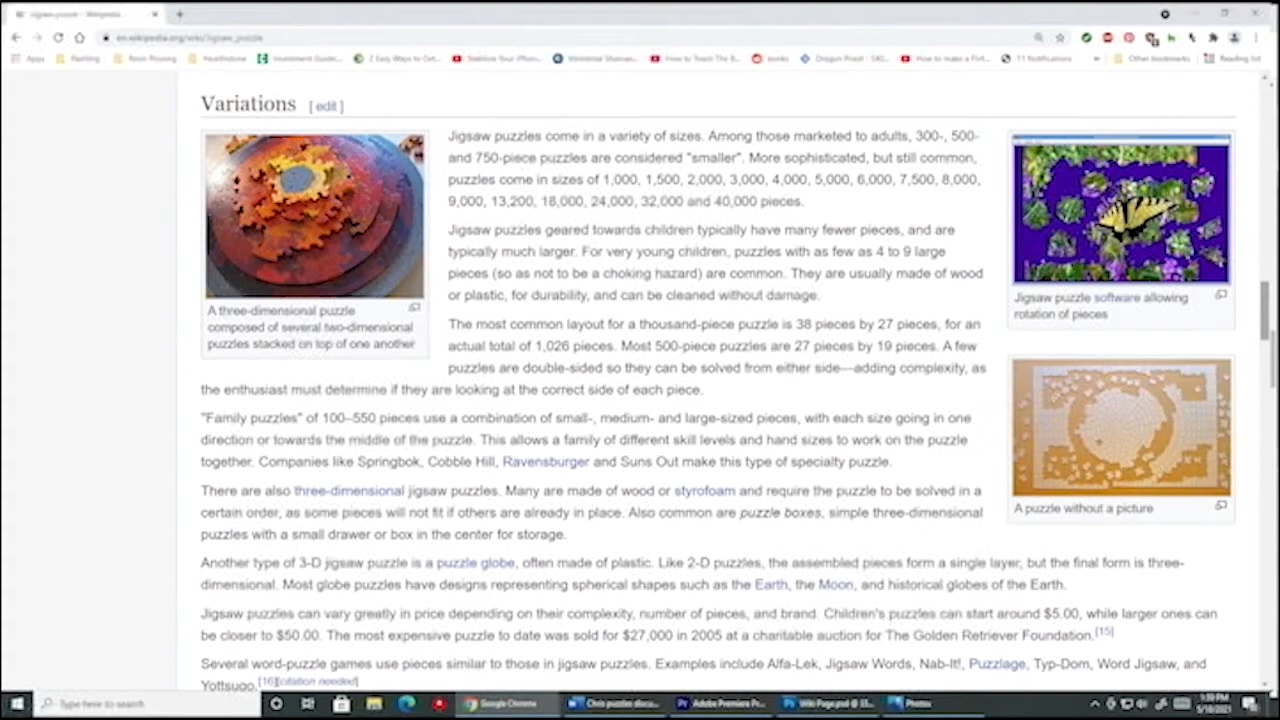 en.wikipedia.org/wiki/Jigsaw_puzzle
Apps
Painting
Resin Pouring
Hearthstone
Investment Guide...
7 Easy Ways to Get...
Stabilize Your iPhon...
How to Teach The B...
books
Dragon Priest - SKY...
How to make a Flirt...
11 Notifications
Other bookmarks
Reading list
Variations [ edit ]
A three-dimensional puzzle
composed of several two-dimensional
puzzles stacked on top of one another
Jigsaw puzzles come in a variety of sizes. Among those marketed to adults, 300-, 500-
and 750-piece puzzles are considered "smaller". More sophisticated, but still common,
puzzles come in sizes of 1,000, 1,500, 2,000, 3,000, 4,000, 5,000, 6,000, 7,500, 8,000,
9,000, 13,200, 18,000, 24,000, 32,000 and 40,000 pieces.
Jigsaw puzzles geared towards children typically have many fewer pieces, and are
typically much larger. For very young children, puzzles with as few as 4 to 9 large
pieces (so as not to be a choking hazard) are common. They are usually made of wood
or plastic, for durability, and can be cleaned without damage.
The most common layout for a thousand-piece puzzle is 38 pieces by 27 pieces, for an
actual total of 1,026 pieces. Most 500-piece puzzles are 27 pieces by 19 pieces. A few
puzzles are double-sided so they can be solved from either side—adding complexity, as
the enthusiast must determine if they are looking at the correct side of each piece.
Jigsaw puzzle software allowing
rotation of pieces
A puzzle without a picture
"Family puzzles" of 100–550 pieces use a combination of small-, medium- and large-sized pieces, with each size going in one
direction or towards the middle of the puzzle. This allows a family of different skill levels and hand sizes to work on the puzzle
together. Companies like Springbok, Cobble Hill, Ravensburger and Suns Out make this type of specialty puzzle.
There are also three-dimensional jigsaw puzzles. Many are made of wood or styrofoam and require the puzzle to be solved in a
certain order, as some pieces will not fit if others are already in place. Also common are puzzle boxes, simple three-dimensional
puzzles with a small drawer or box in the center for storage.
Another type of 3-D jigsaw puzzle is a puzzle globe, often made of plastic. Like 2-D puzzles, the assembled pieces form a single layer, but the final form is three-
dimensional. Most globe puzzles have designs representing spherical shapes such as the Earth, the Moon, and historical globes of the Earth.
Jigsaw puzzles can vary greatly in price depending on their complexity, number of pieces, and brand. Children's puzzles can start around $5.00, while larger ones can
be closer to $50.00. The most expensive puzzle to date was sold for $27,000 in 2005 at a charitable auction for The Golden Retriever Foundation.[15]
Several word-puzzle games use pieces similar to those in jigsaw puzzles. Examples include Alfa-Lek, Jigsaw Words, Nab-It!, Puzzlage, Typ-Dom, Word Jigsaw, and
Yottsugo.[16][citation needed]
Type here to search
Google Chrome
Chris puzzles docu...
Adobe Premiere P...
Wiki Page.psd @
Photos
1:39 PM
5/18/2021